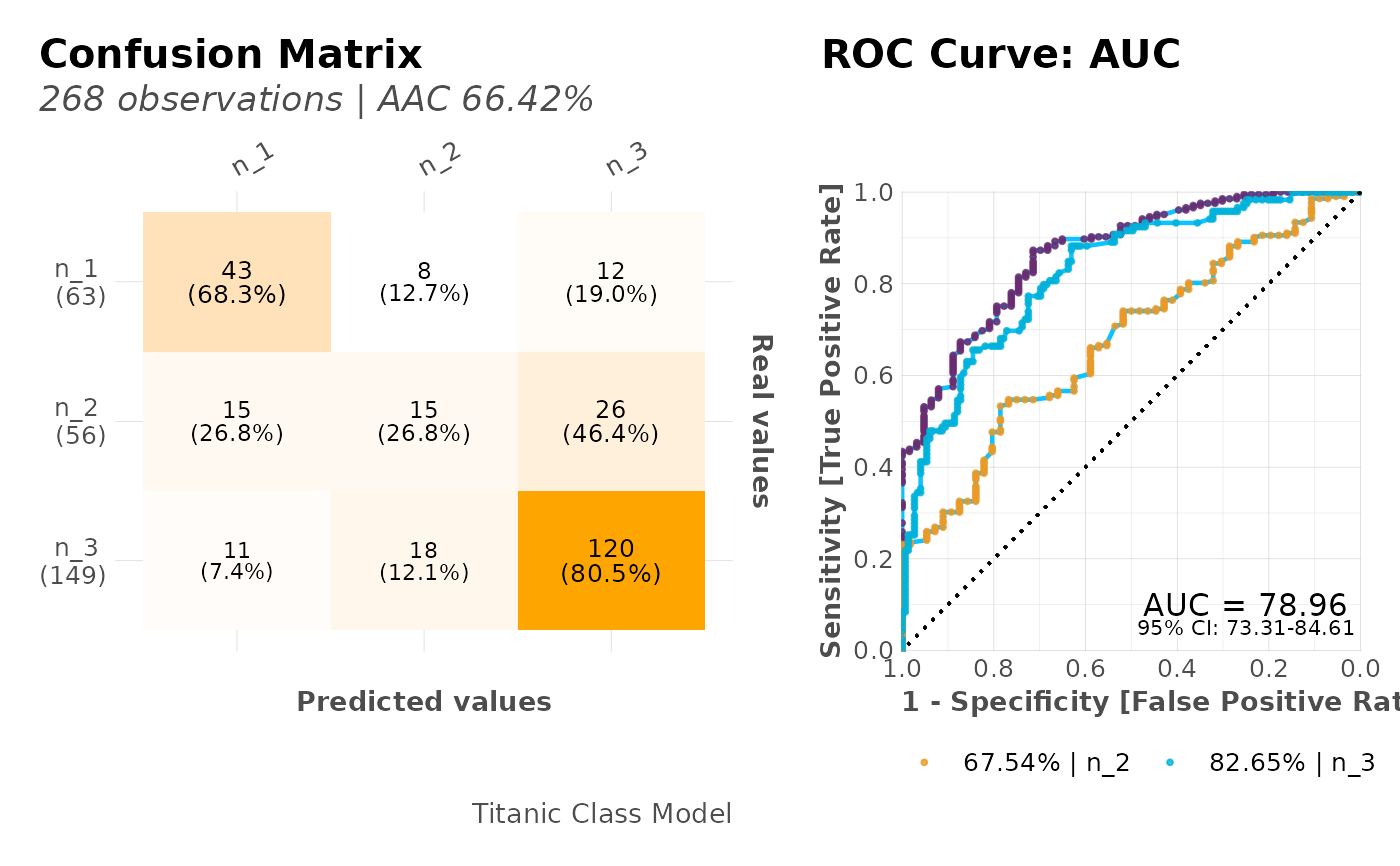 Confusion Matrix
268 observations | AAC 66.42%
n_1
n_2
n_3
n_1
(63)
43
(68.3%)
8
(12.7%)
12
(19.0%)
n_2
(56)
15
(26.8%)
15
(26.8%)
26
(46.4%)
n_3
(149)
11
(7.4%)
18
(12.1%)
120
(80.5%)
Real values
Predicted values
Titanic Class Model
ROC Curve: AUC
Sensitivity [True Positive Rate]
1.0
0.8
0.6
0.4
0.2
0.0
AUC = 78.96
95% CI: 73.31-84.61
1.0
0.8
0.6
0.4
0.2
0.0
1 - Specificity [False Positive Rat
67.54% | n_2
82.65% | n_3